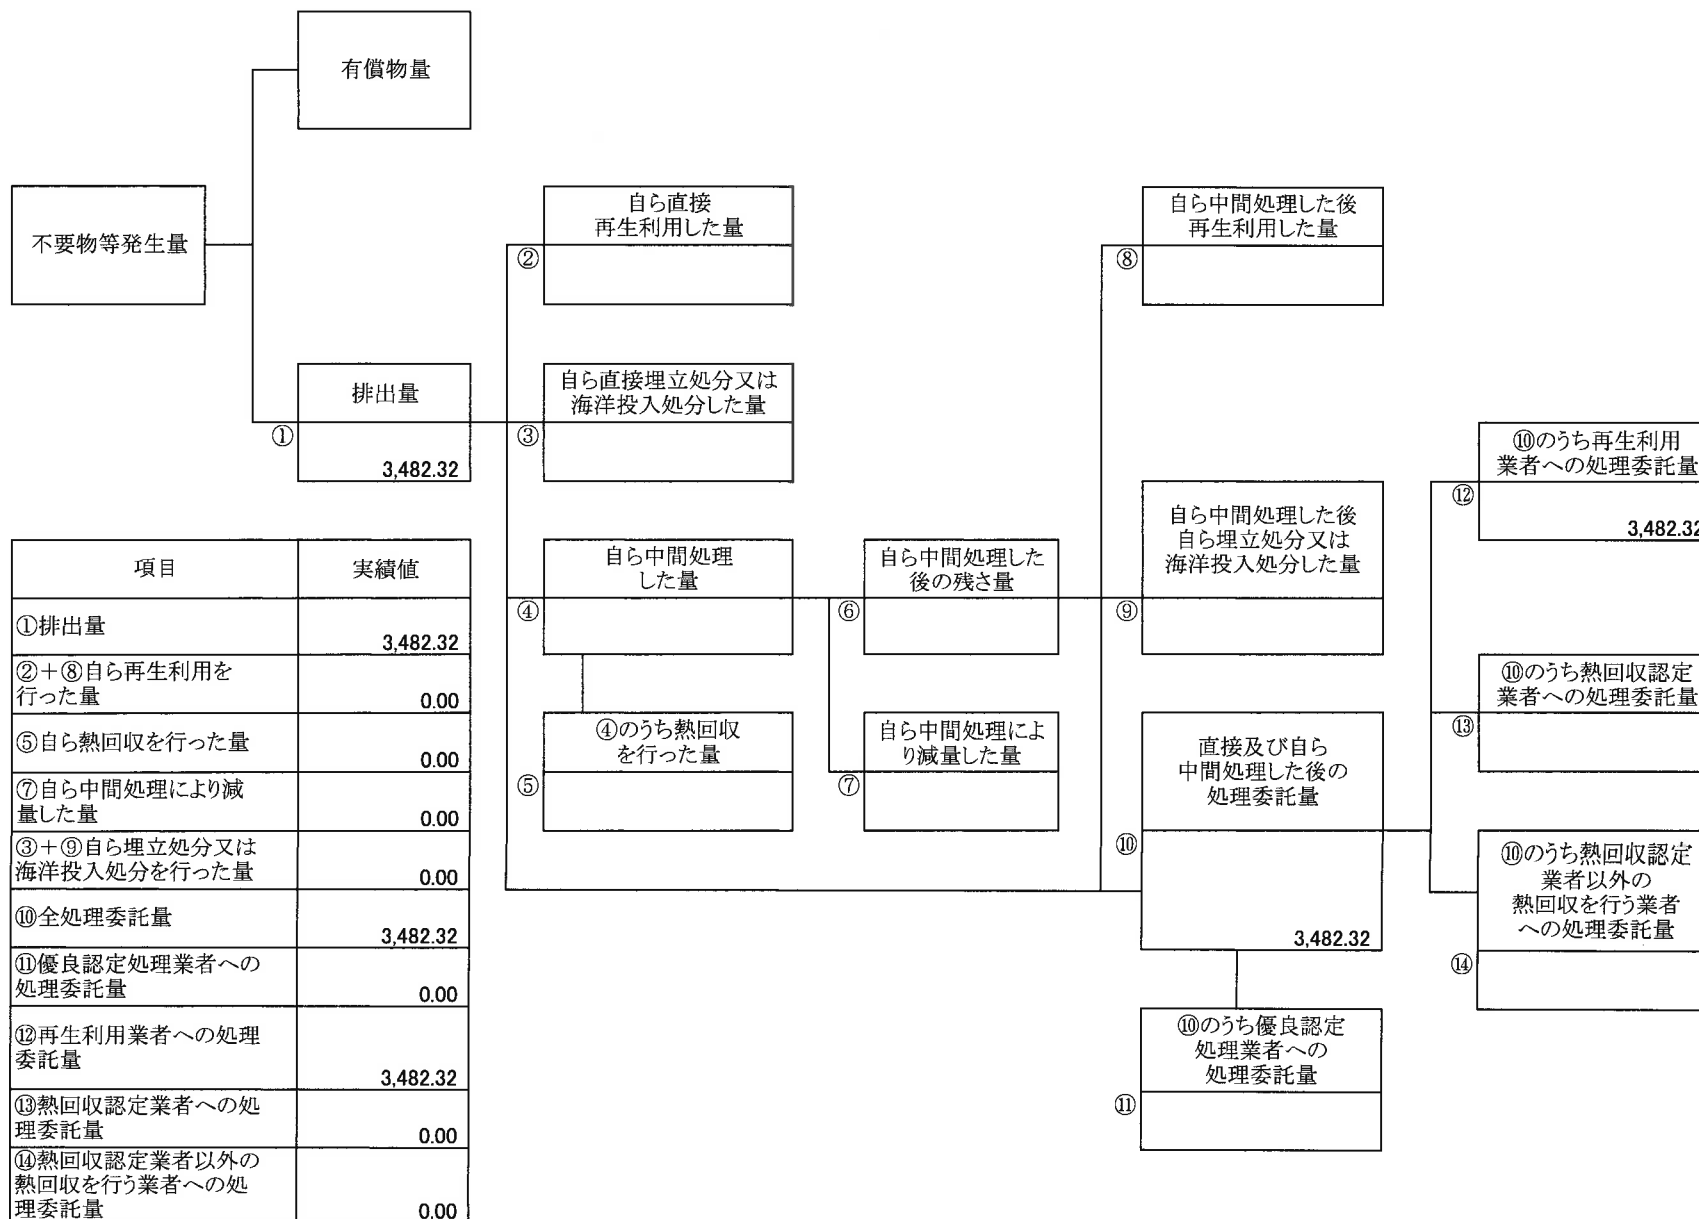 有償物量
不要物等発生量
自ら直接
再生利用した量
②
自ら中間処理した後
再生利用した量
⑧
排出量
①
3,482.32
自ら直接埋立処分又は
海洋投入処分した量
③
⑩のうち再生利用
業者への処理委託量
⑫
3,482.32
自ら中間処理
した量
④
自ら中間処理した
後の残さ量
⑥
自ら中間処理した後
自ら埋立処分又は
海洋投入処分した量
⑨
⑩のうち熱回収認定
業者への処理委託量
⑬
④のうち熱回収
を行った量
⑤
自ら中間処理によ
り減量した量
⑦
直接及び自ら
中間処理した後の
処理委託量
⑩
3,482.32
⑩のうち熱回収認定
業者以外の
熱回収を行う業者
への処理委託量
⑭
⑩のうち優良認定
処理業者への
処理委託量
⑪
項目 実績値
①排出量
3,482.32
②＋⑧自ら再生利用を
行った量 0.00
⑤自ら熱回収を行った量
0.00
⑦自ら中間処理により減
量した量 0.00
③＋⑨自ら埋立処分又は
海洋投入処分を行った量 0.00
⑩全処理委託量
3,482.32
⑪優良認定処理業者への
処理委託量 0.00
⑫再生利用業者への処理
委託量
3,482.32
⑬熱回収認定業者への処
理委託量 0.00
⑭熱回収認定業者以外の
熱回収を行う業者への処
理委託量 0.00